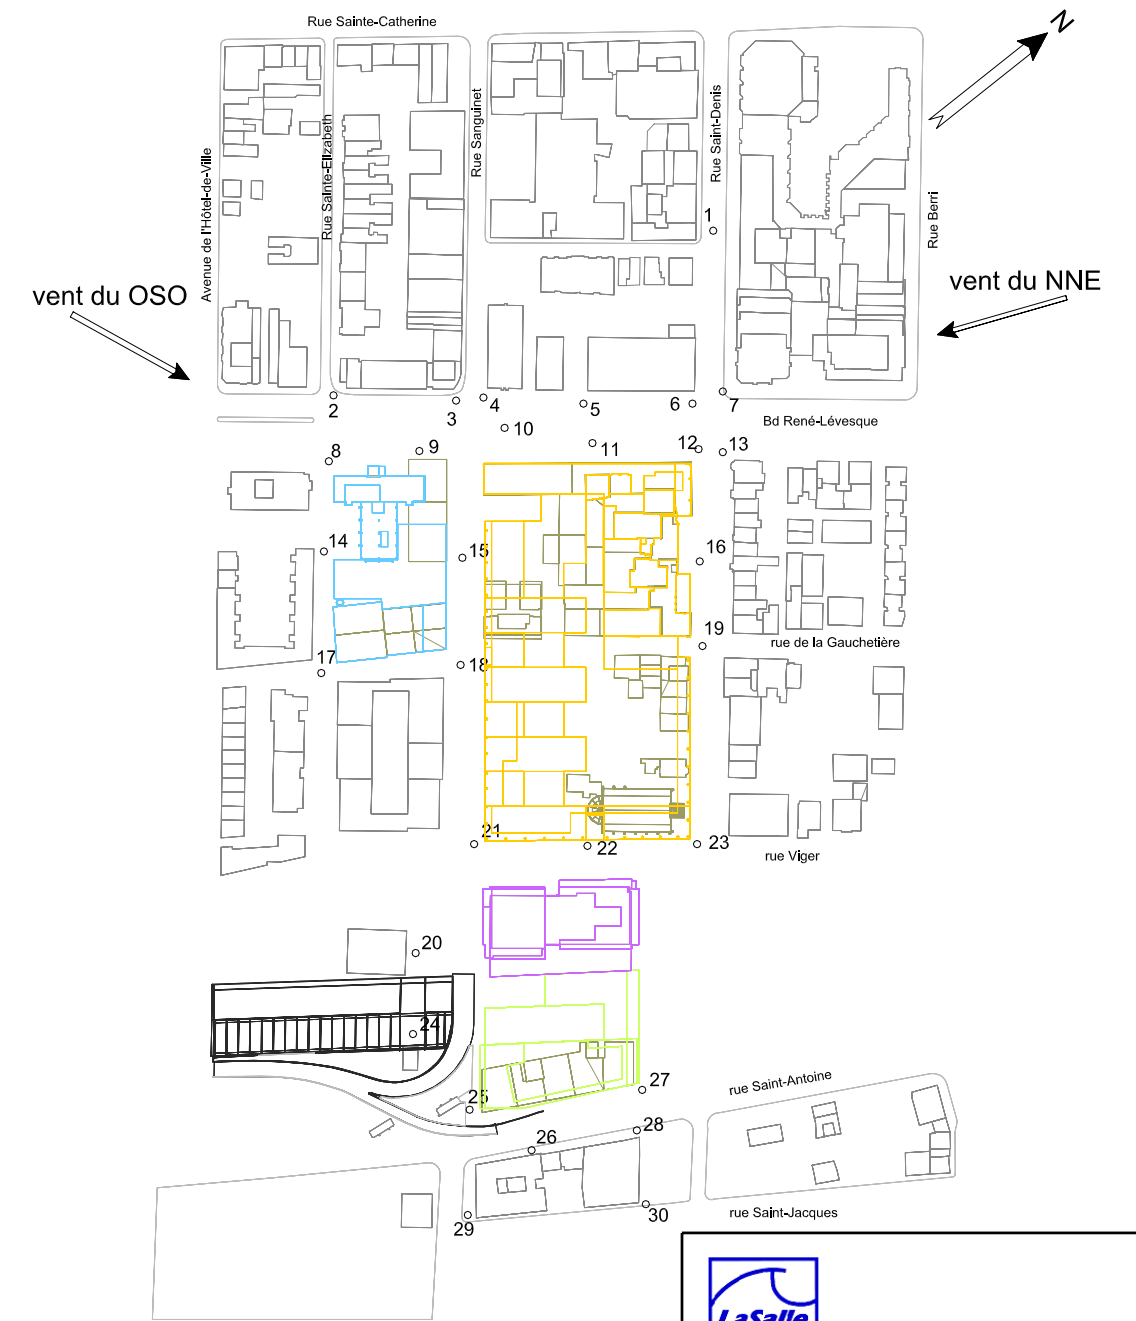 Rue Sainte-Catherine
N
Avenue de l'Hôtel-de-Ville
Rue Sainte-Elizabeth
Rue Sanguinet
Rue Saint-Denis
Rue Berri
1
vent du OSO
vent du NNE
2
3
4
5
6
7
Bd René-Lévesque
8
9
10
11
12
13
14
15
16
17
18
19
rue de la Gauchetière
21
22
23
rue Viger
20
24
25
27
rue Saint-Antoine
26
28
29
30
rue Saint-Jacques
LaSalle